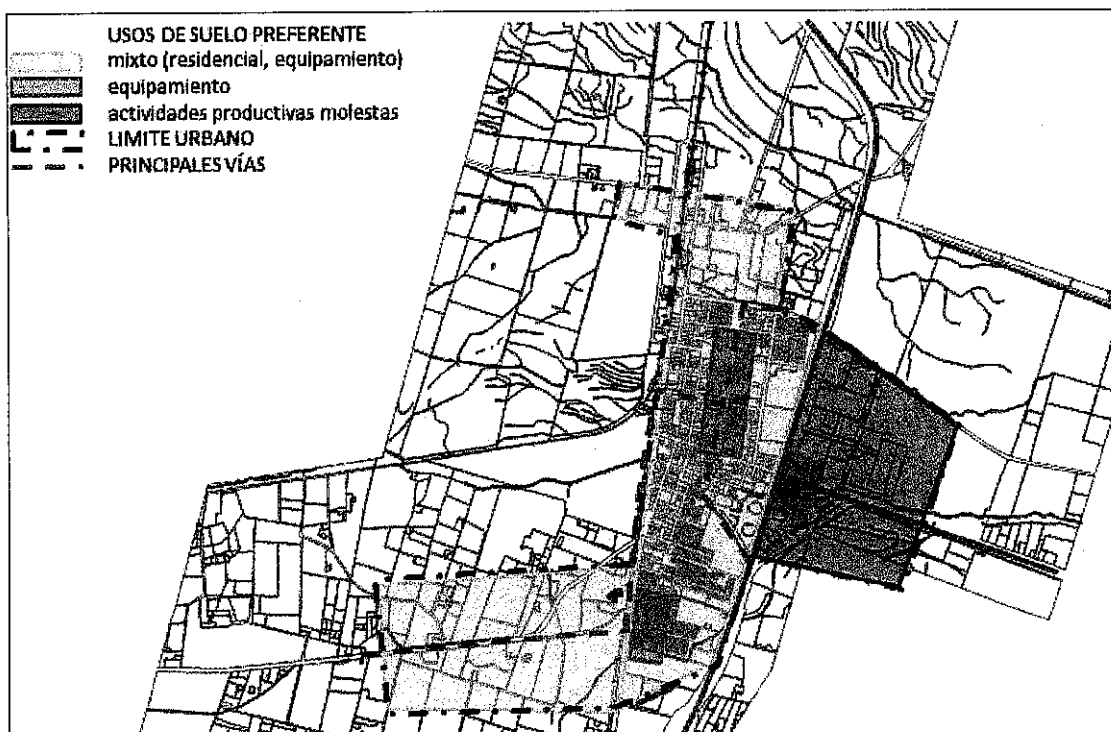 USOS DE SUELO PREFERENTE
mixto (residencial, equipamiento)
equipamiento
actividades productivas molestas
LIMITE URBANO
PRINCIPALES VÍAS